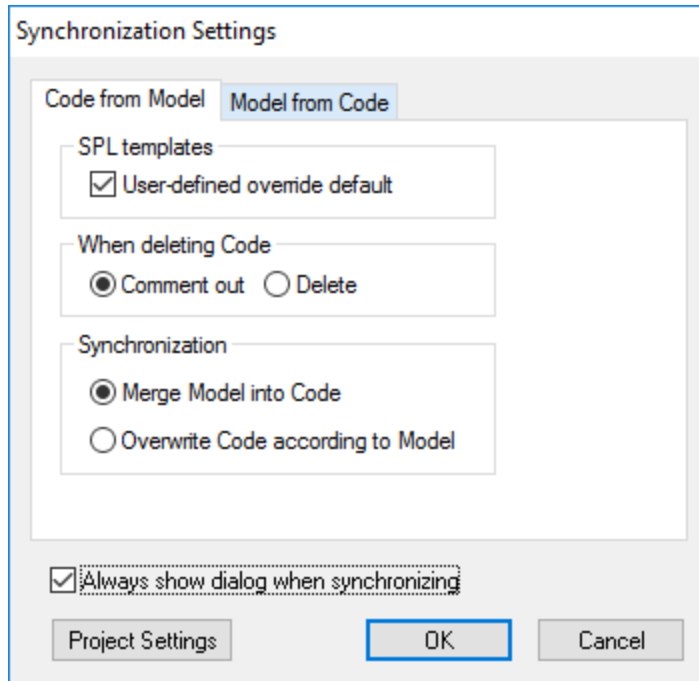 Synchronization Settings
Code from Model Model from Code
SPL templates
User-defined override default
When deleting Code
Comment out Delete
Synchronization
Merge Model into Code
Overwrite Code according to Model
Always show dialog when synchronizing
Project Settings OK Cancel